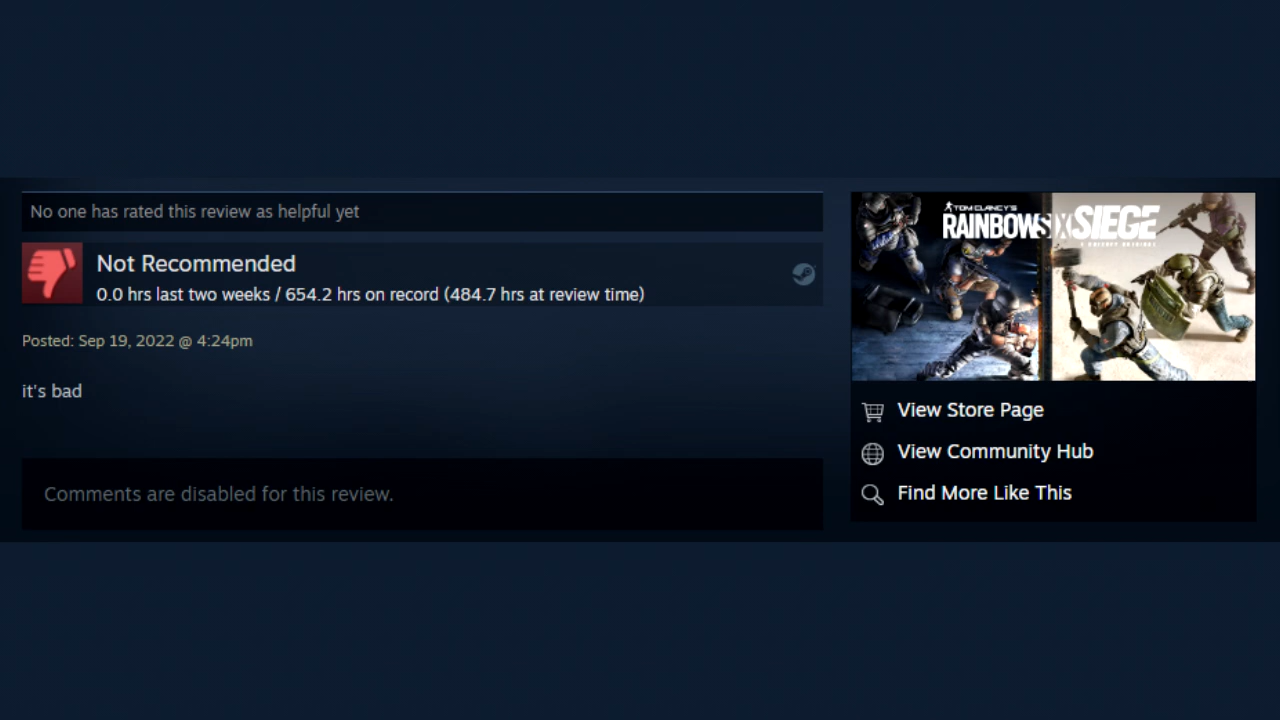 No one has rated this review as helpful yet
Not Recommended
0.0 hrs last two weeks / 654.2 hrs on record (484.7 hrs at review time)
Posted: Sep 19, 2022 @ 4:24pm
it's bad
Comments are disabled for this review.
TOM CLANCY'S
RAINBOWSIX SIEGE
View Store Page
View Community Hub
Find More Like This